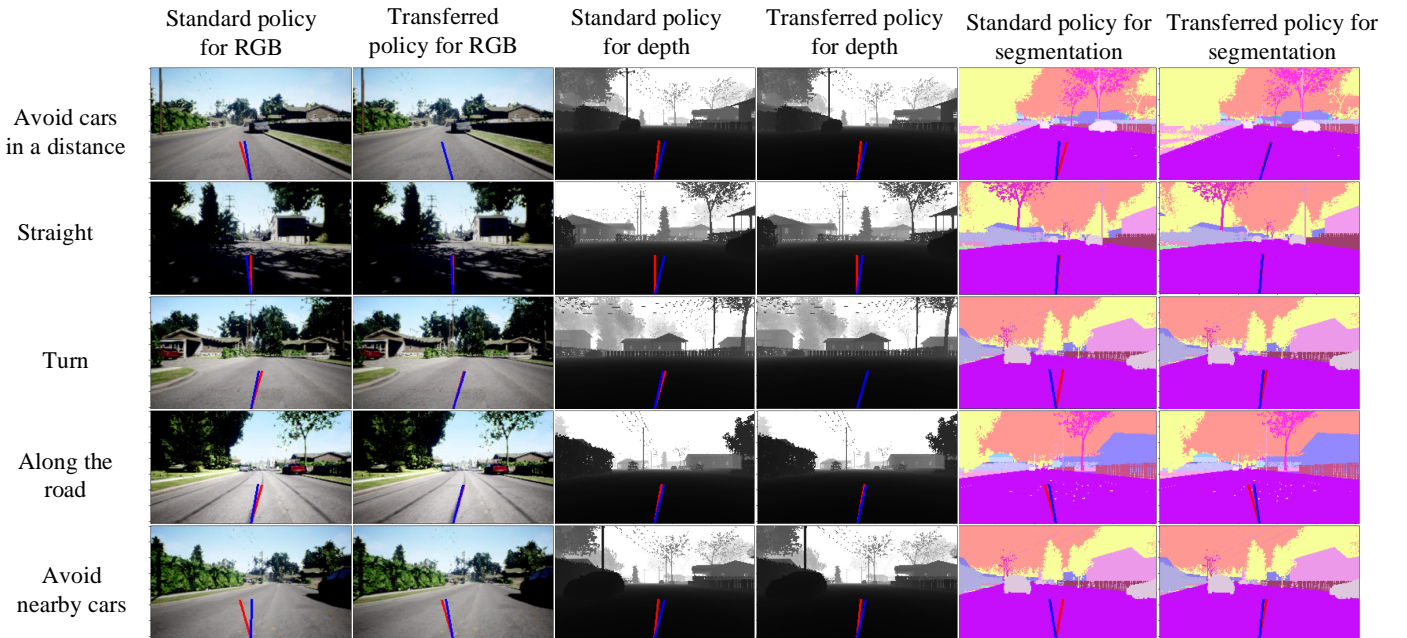 Standard policy
for RGB
Transferred
policy for RGB
Standard policy
for depth
Transferred policy
for depth
Standard policy for
segmentation
Transferred policy for
segmentation
Avoid cars
in a distance
Straight
Turn
Along the
road
Avoid
nearby cars